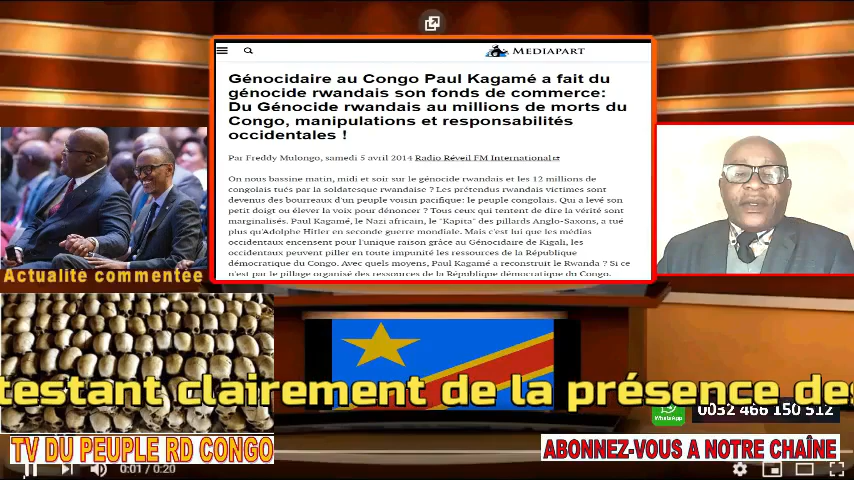 MEDIAPART
Génocidaire au Congo Paul Kagamé a fait du
génocide rwandais son fonds de commerce:
Du Génocide rwandais au millions de morts du
Congo, manipulations et responsabilités
occidentales !
Par Freddy Mulongo, samedi 5 avril 2014 Radio Réveil FM International
On nous bassine matin, midi et soir sur le génocide rwandais et les 12 millions de
congolais tués par la soldatesque rwandaise ? Les prétendus rwandais victimes sont
devenus des bourreaux d'un peuple voisin pacifique: le peuple congolais. Qui a levé son
petit doigt ou élever la voix pour dénoncer ? Tous ceux qui tentent de dire la vérité sont
marginalisés. Paul Kagamé, le Nazi africain, le "Kapita" des pillards Anglo-Saxons, a tué
plus qu'Adolphe Hitler en seconde guerre mondiale. Mais c'est lui que les médias
occidentaux encensent pour l'unique raison grâce au Génocidaire de Kigali, les
occidentaux peuvent piller en toute impunité les ressources de la République
démocratique du Congo. Avec quels moyens, Paul Kagamé a reconstruit le Rwanda ? Si ce
n'est par le pillage organisé des ressources de la République démocratique du Congo.
Actualité commentée
testant clairement de la présence des
WhatsApp
0032 466 150 512
TV DU PEUPLE RD CONGO
ABONNEZ-VOUS A NOTRE CHAÎNE
0:01 / 0:20